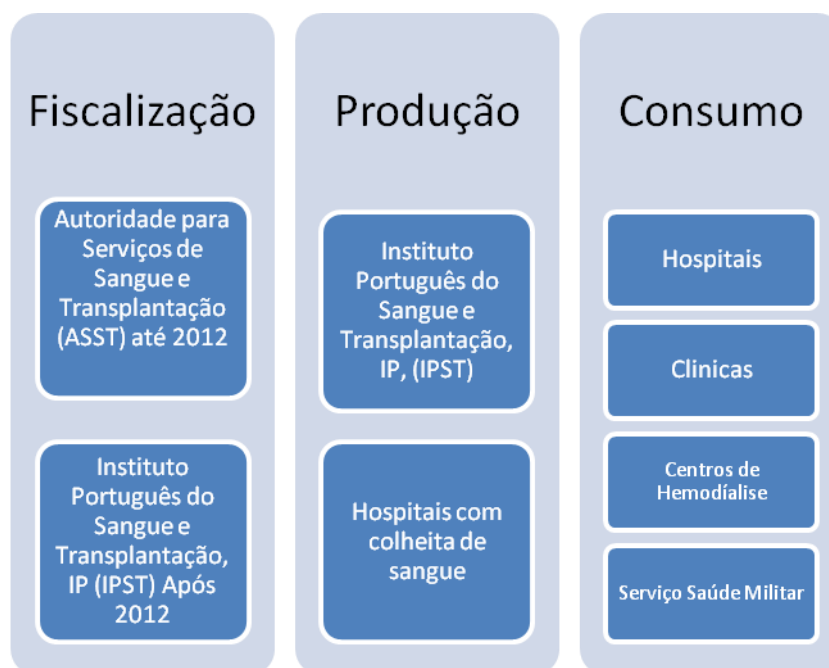 Fiscalização
Autoridade para
Serviços de
Sangue e
Transplantação
(ASST) até 2012
Instituto
Português do
Sangue e
Transplantação,
IP (IPST) Após
2012
Produção
Instituto
Português do
Sangue e
Transplantação,
IP, (IPST)
Hospitais com
colheita de
sangue
Consumo
Hospitais
Clinicas
Centros de
Hemodíalise
Serviço Saúde Militar